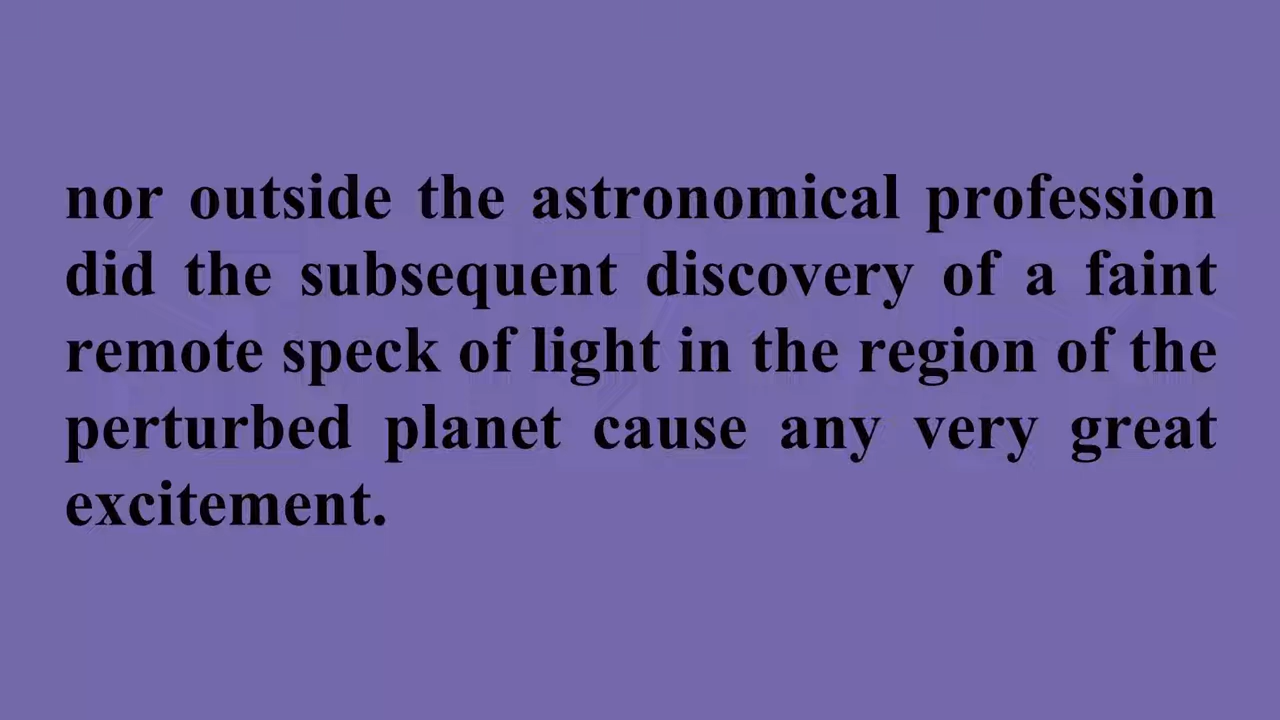 nor outside the astronomical profession
did the subsequent discovery of a faint
remote speck of light in the region of the
perturbed planet cause any very great
excitement.